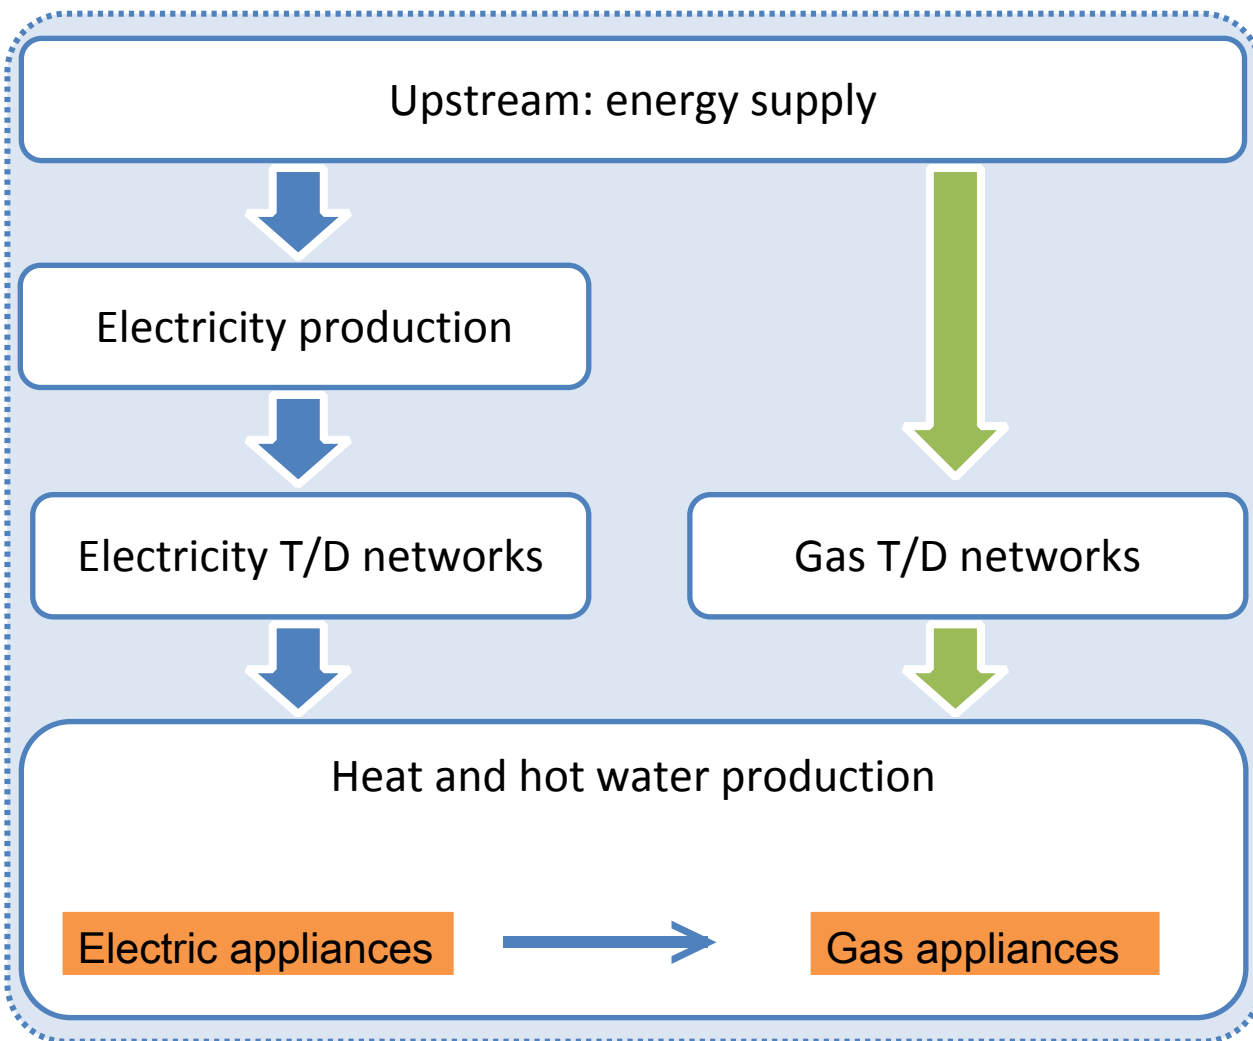 Upstream: energy supply
Electricity production
Electricity T/D networks
Gas T/D networks
Heat and hot water production
Electric appliances
Gas appliances